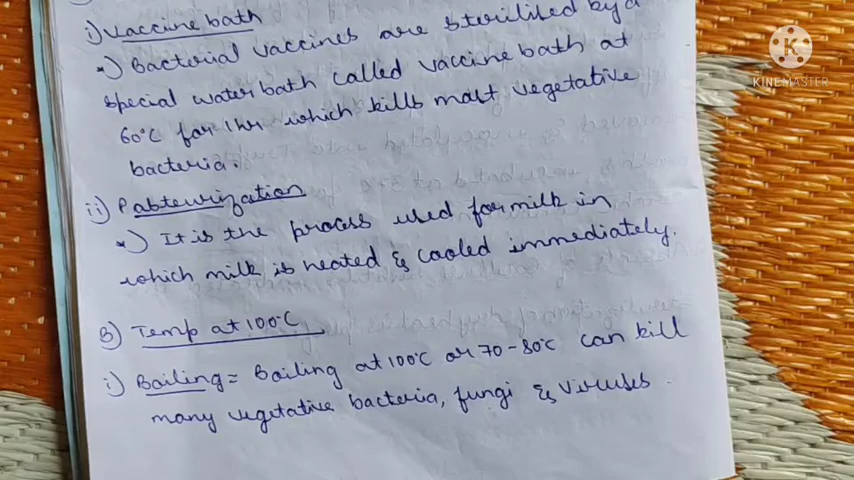 i) Vaccine bath
*) Bacterial vaccines are sterilised by a
special water bath called vaccine bath at
60°C for 1 hr which kills most vegetative
bacteria.
ii) Pasteurization
*) It is the process used for milk in
which milk is heated & cooled immediately.
B) Temp at 100°C
i) Boiling = Boiling at 100°C or 70-80°C can kill
many vegetative bacteria, fungi & viruses
KINEMASTER